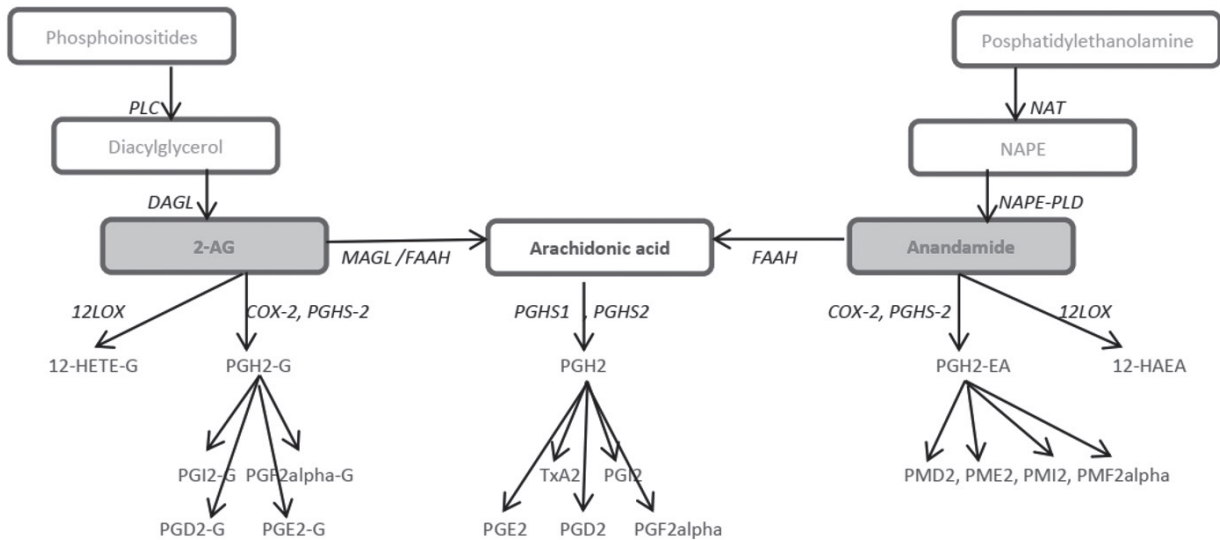 Phosphoinositides
Posphatidylethanolamine
PLC
NAT
Diacylglycerol
NAPE
DAGL
NAPE-PLD
2-AG
Arachidonic acid
Anandamide
MAGL /FAAH
FAAH
12LOX
COX-2, PGHS-2
PGHS1 , PGHS2
COX-2, PGHS-2
12LOX
12-HETE-G
PGH2-G
PGH2
PGH2-EA
12-HAEA
PGI2-G
PGF2alpha-G
TxA2
PGI2
PMD2, PME2, PMI2, PMF2alpha
PGD2-G
PGE2-G
PGE2
PGD2
PGF2alpha